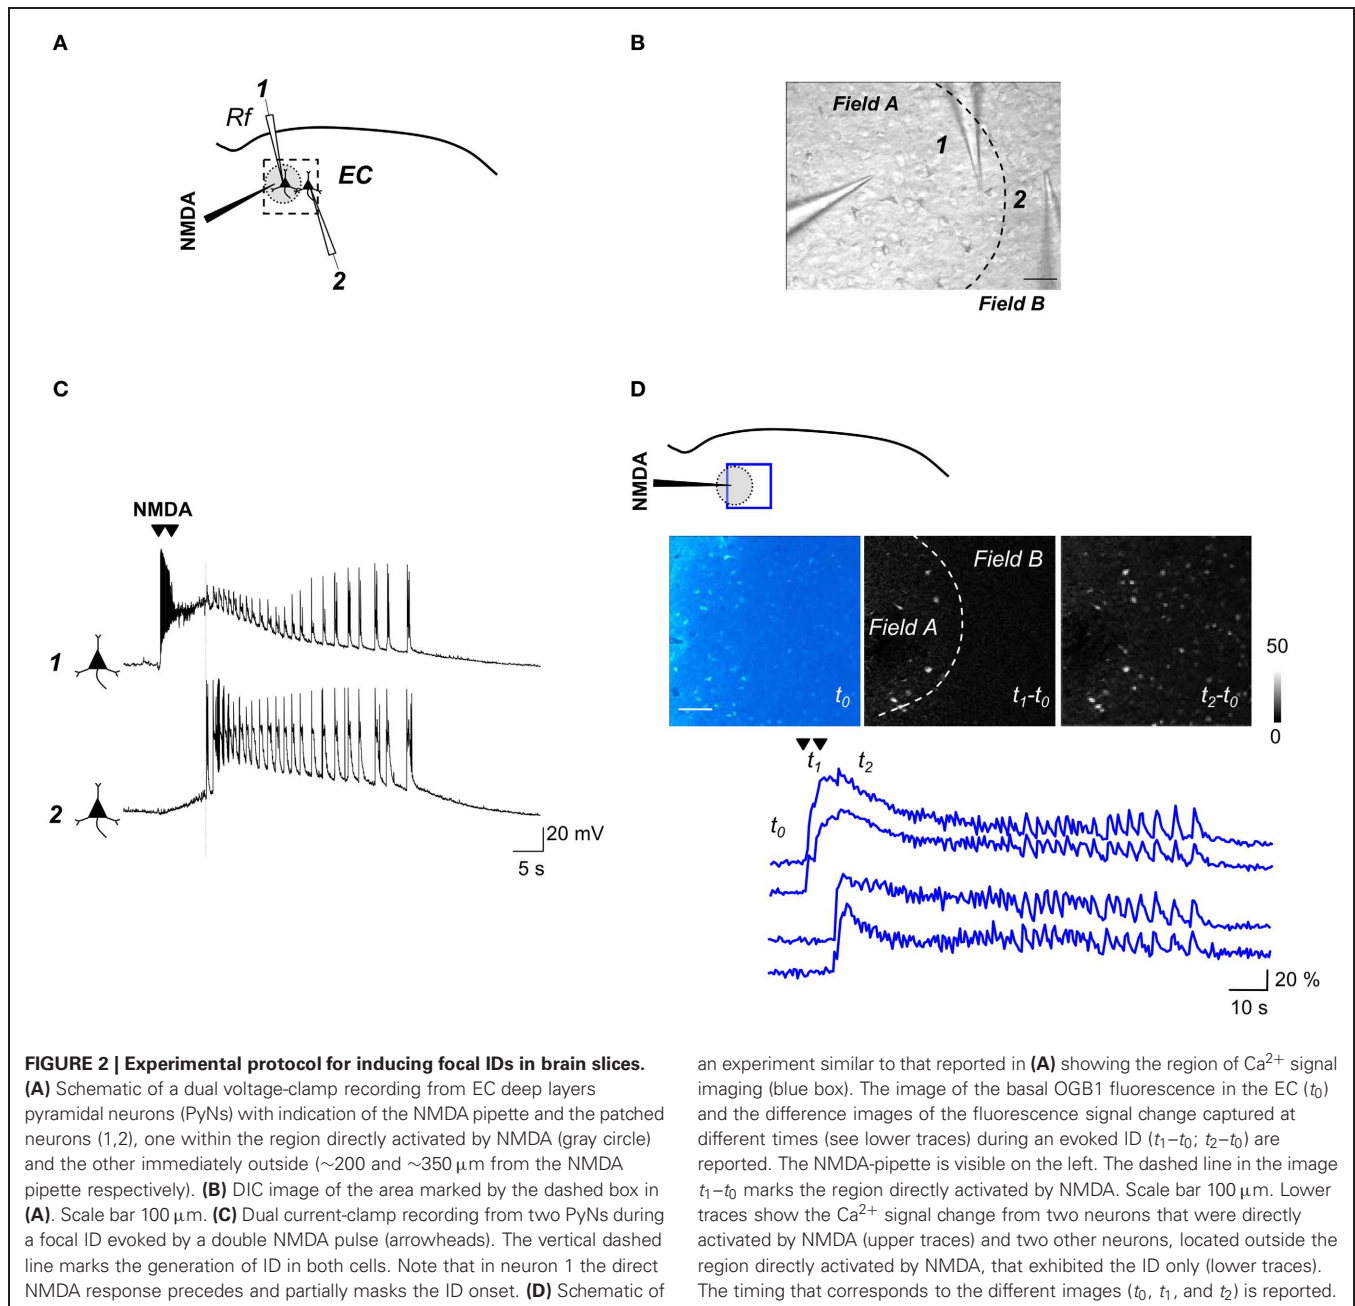 A
1
Rf
EC
NMDA
2
B
Field A
1
2
Field B
C
NMDA
1
2
20 mV
5 s
D
NMDA
Field B
Field A
t0
t1-t0
t2-t0
50
0
t1
t2
t0
20 %
10 s
FIGURE 2 | Experimental protocol for inducing focal IDs in brain slices.
(A) Schematic of a dual voltage-clamp recording from EC deep layers
pyramidal neurons (PyNs) with indication of the NMDA pipette and the patched
neurons (1,2), one within the region directly activated by NMDA (gray circle)
and the other immediately outside (∼200 and ∼350 μm from the NMDA
pipette respectively). (B) DIC image of the area marked by the dashed box in
(A). Scale bar 100 μm. (C) Dual current-clamp recording from two PyNs during
a focal ID evoked by a double NMDA pulse (arrowheads). The vertical dashed
line marks the generation of ID in both cells. Note that in neuron 1 the direct
NMDA response precedes and partially masks the ID onset. (D) Schematic of
an experiment similar to that reported in (A) showing the region of Ca2+ signal
imaging (blue box). The image of the basal OGB1 fluorescence in the EC (t0)
and the difference images of the fluorescence signal change captured at
different times (see lower traces) during an evoked ID (t1–t0; t2–t0) are
reported. The NMDA-pipette is visible on the left. The dashed line in the image
t1–t0 marks the region directly activated by NMDA. Scale bar 100 μm. Lower
traces show the Ca2+ signal change from two neurons that were directly
activated by NMDA (upper traces) and two other neurons, located outside the
region directly activated by NMDA, that exhibited the ID only (lower traces).
The timing that corresponds to the different images (t0, t1, and t2) is reported.